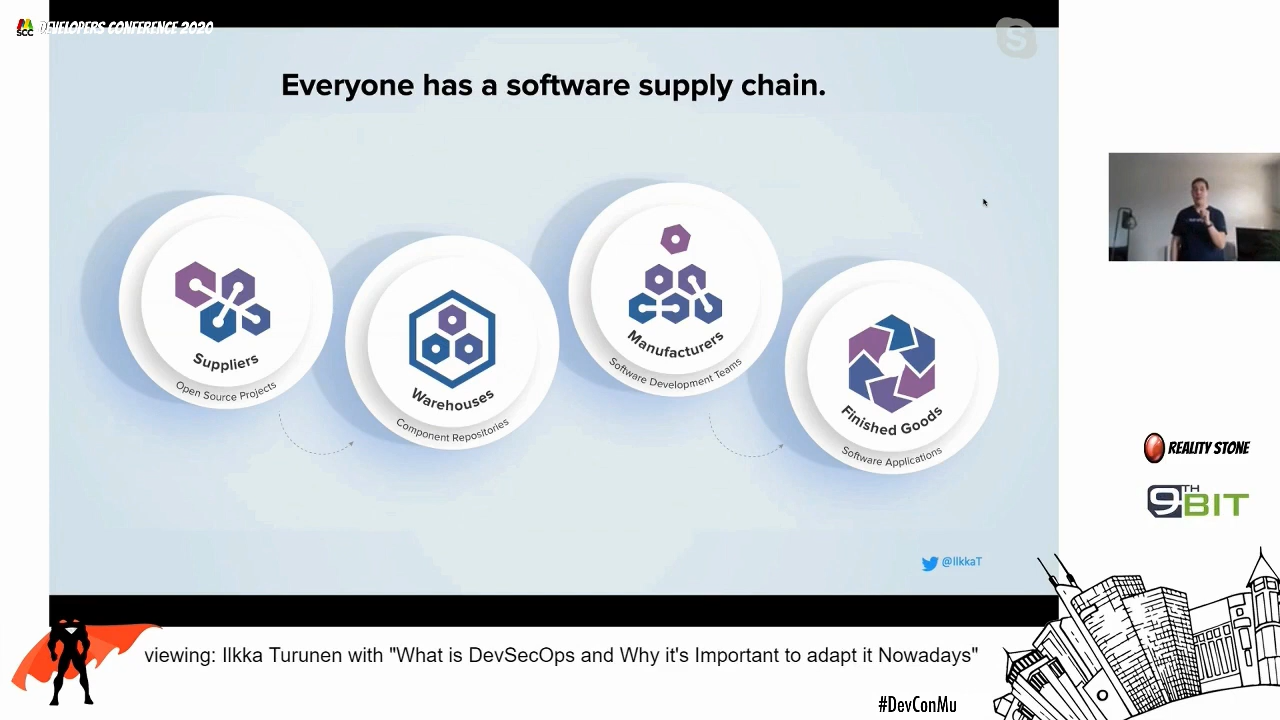 MSCC
DEVELOPERS CONFERENCE 2020
Everyone has a software supply chain.
Suppliers
Open Source Projects
Warehouses
Component Repositories
Manufacturers
Software Development Teams
Finished Goods
Software Applications
@IlkkaT
REALITY STONE
9TH BIT
viewing: Ilkka Turunen with "What is DevSecOps and Why it's Important to adapt it Nowadays"
#DevConMu